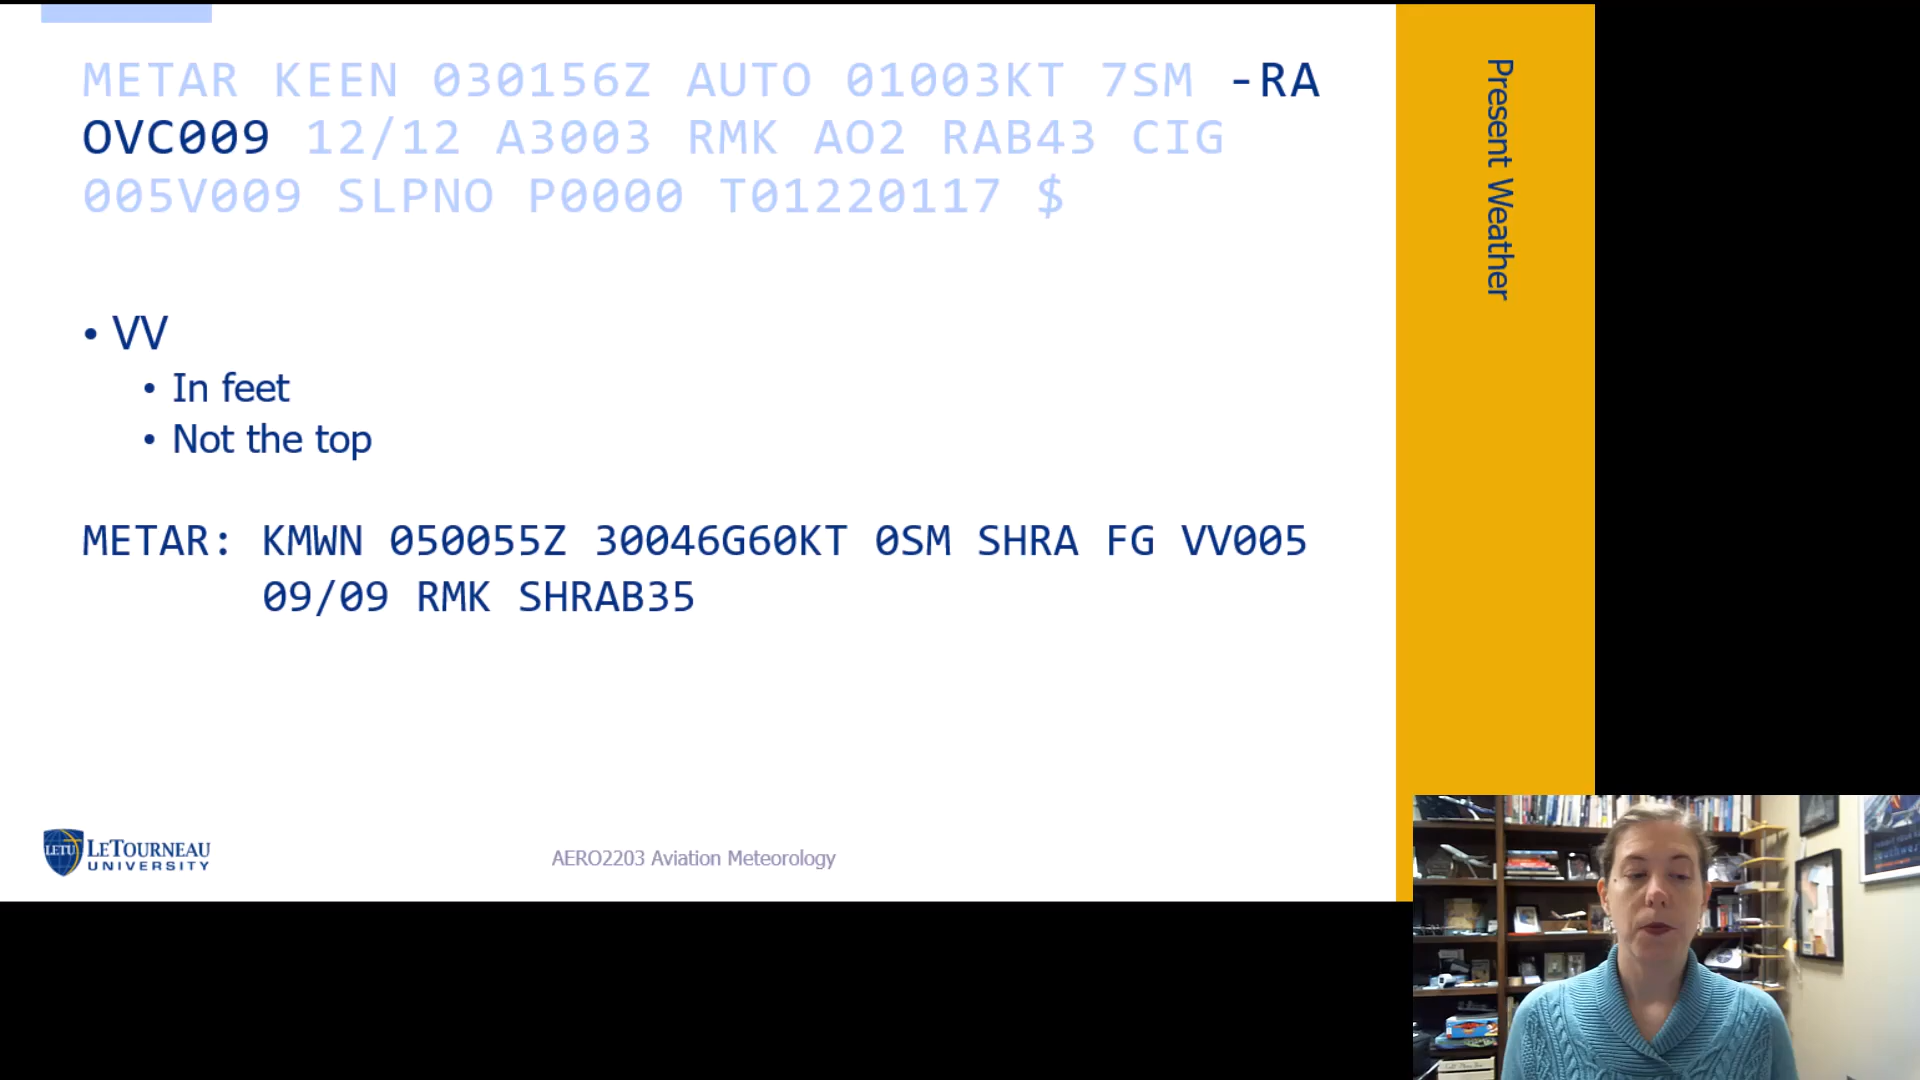 METAR KEEN 030156Z AUTO 01003KT 7SM -RA
OVC009 12/12 A3003 RMK AO2 RAB43 CIG
005V009 SLPNO P0000 T01220117 $
Present Weather
• VV
• In feet
• Not the top
METAR: KMWN 050055Z 30046G60KT 0SM SHRA FG VV005
09/09 RMK SHRAB35
LETU LETOURNEAU
UNIVERSITY
AERO2203 Aviation Meteorology